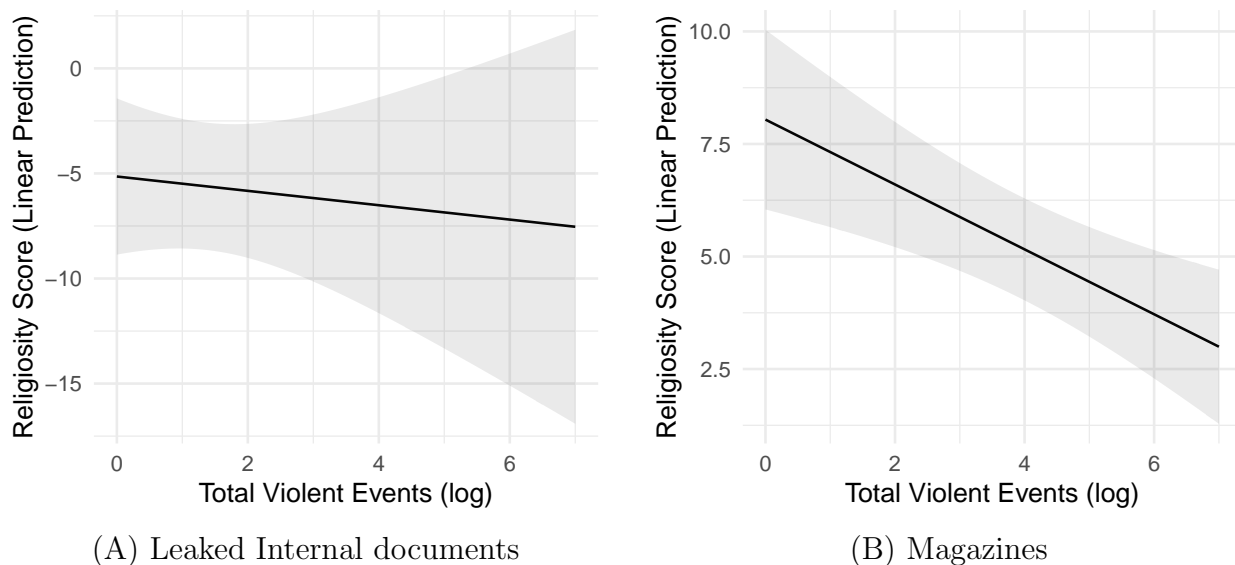 Religiosity Score (Linear Prediction)
0
−5
−10
−15
0 2 4 6
Total Violent Events (log)
(A) Leaked Internal documents
Religiosity Score (Linear Prediction)
10.0
7.5
5.0
2.5
0 2 4 6
Total Violent Events (log)
(B) Magazines